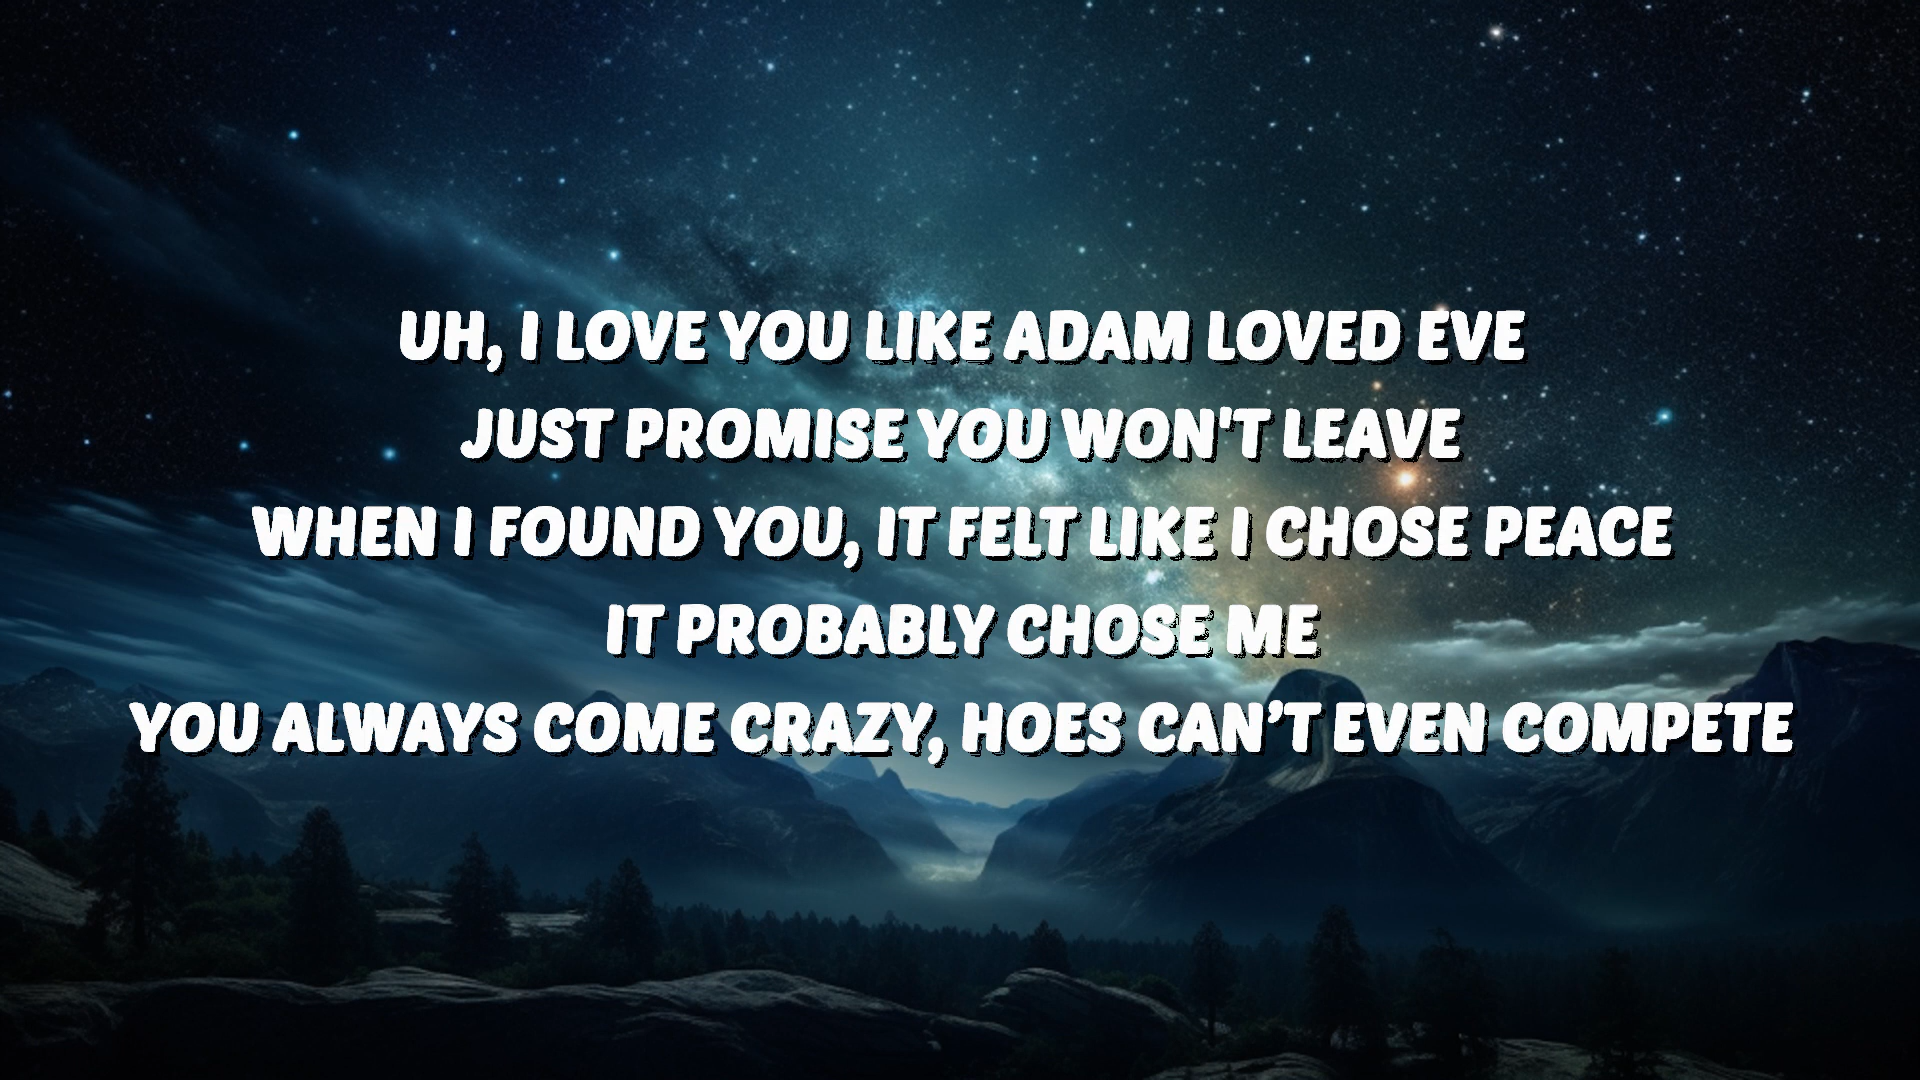 UH, I LOVE YOU LIKE ADAM LOVED EVE
JUST PROMISE YOU WON'T LEAVE
WHEN I FOUND YOU, IT FELT LIKE I CHOSE PEACE
IT PROBABLY CHOSE ME
YOU ALWAYS COME CRAZY, HOES CAN’T EVEN COMPETE